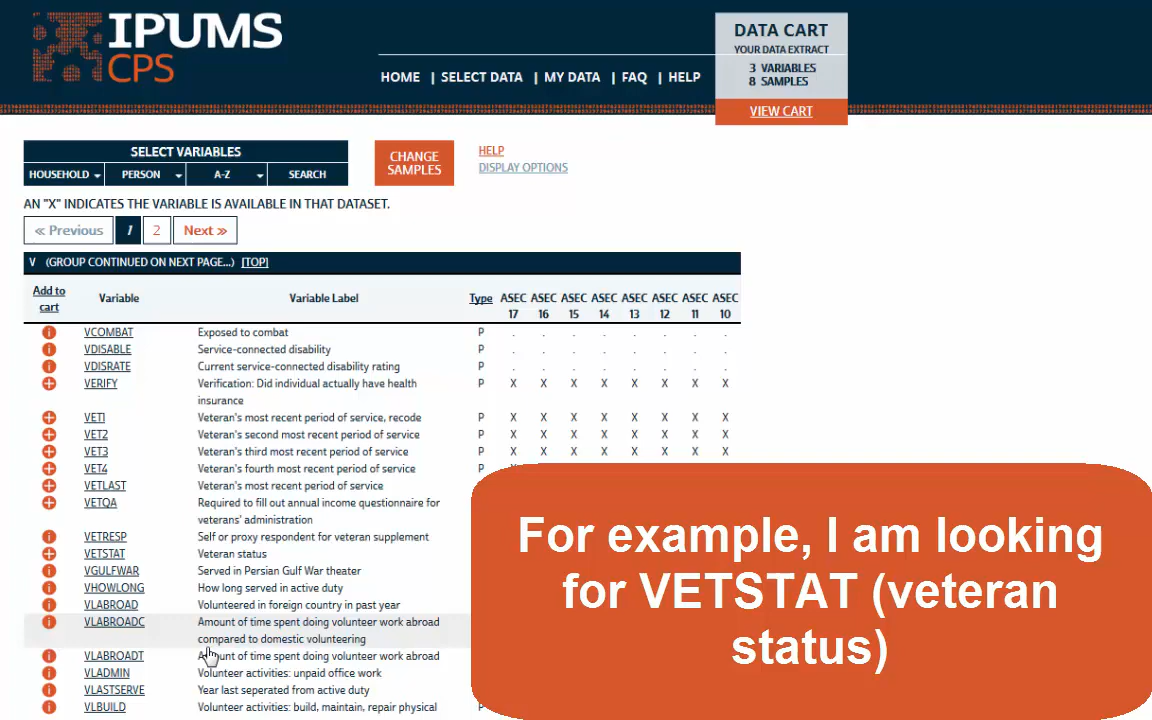 IPUMS
CPS
HOME | SELECT DATA | MY DATA | FAQ | HELP
DATA CART
YOUR DATA EXTRACT
3 VARIABLES
8 SAMPLES
VIEW CART
SELECT VARIABLES
HOUSEHOLD PERSON A-Z SEARCH
CHANGE
SAMPLES
HELP
DISPLAY OPTIONS
AN "X" INDICATES THE VARIABLE IS AVAILABLE IN THAT DATASET.
« Previous 1 2 Next »
V (GROUP CONTINUED ON NEXT PAGE...) [TOP]
Add to cart Variable Variable Label Type ASEC 17 ASEC 16 ASEC 15 ASEC 14 ASEC 13 ASEC 12 ASEC 11 ASEC 10
VCOMBAT Exposed to combat P . . . . . . . .
VDISABLE Service-connected disability P . . . . . . . .
VDISRATE Current service-connected disability rating P . . . . . . . .
VERIFY Verification: Did individual actually have health P X X X X X X X X
insurance
VET1 Veteran's most recent period of service, recode P X X X X X X X X
VET2 Veteran's second most recent period of service P X X X X X X X X
VET3 Veteran's third most recent period of service P X X X X X X X X
VET4 Veteran's fourth most recent period of service P
VETLAST Veteran's most recent period of service
VETQA Required to fill out annual income questionnaire for
veterans' administration
VETRESP Self or proxy respondent for veteran supplement
VETSTAT Veteran status
VGULFWAR Served in Persian Gulf War theater
VHOWLONG How long served in active duty
VLABROAD Volunteered in foreign country in past year
VLABROADC Amount of time spent doing volunteer work abroad
compared to domestic volunteering
VLABROADT Amount of time spent doing volunteer work abroad
VLADMIN Volunteer activities: unpaid office work
VLASTSERVE Year last seperated from active duty
VLBUILD Volunteer activities: build, maintain, repair physical
For example, I am looking
for VETSTAT (veteran
status)